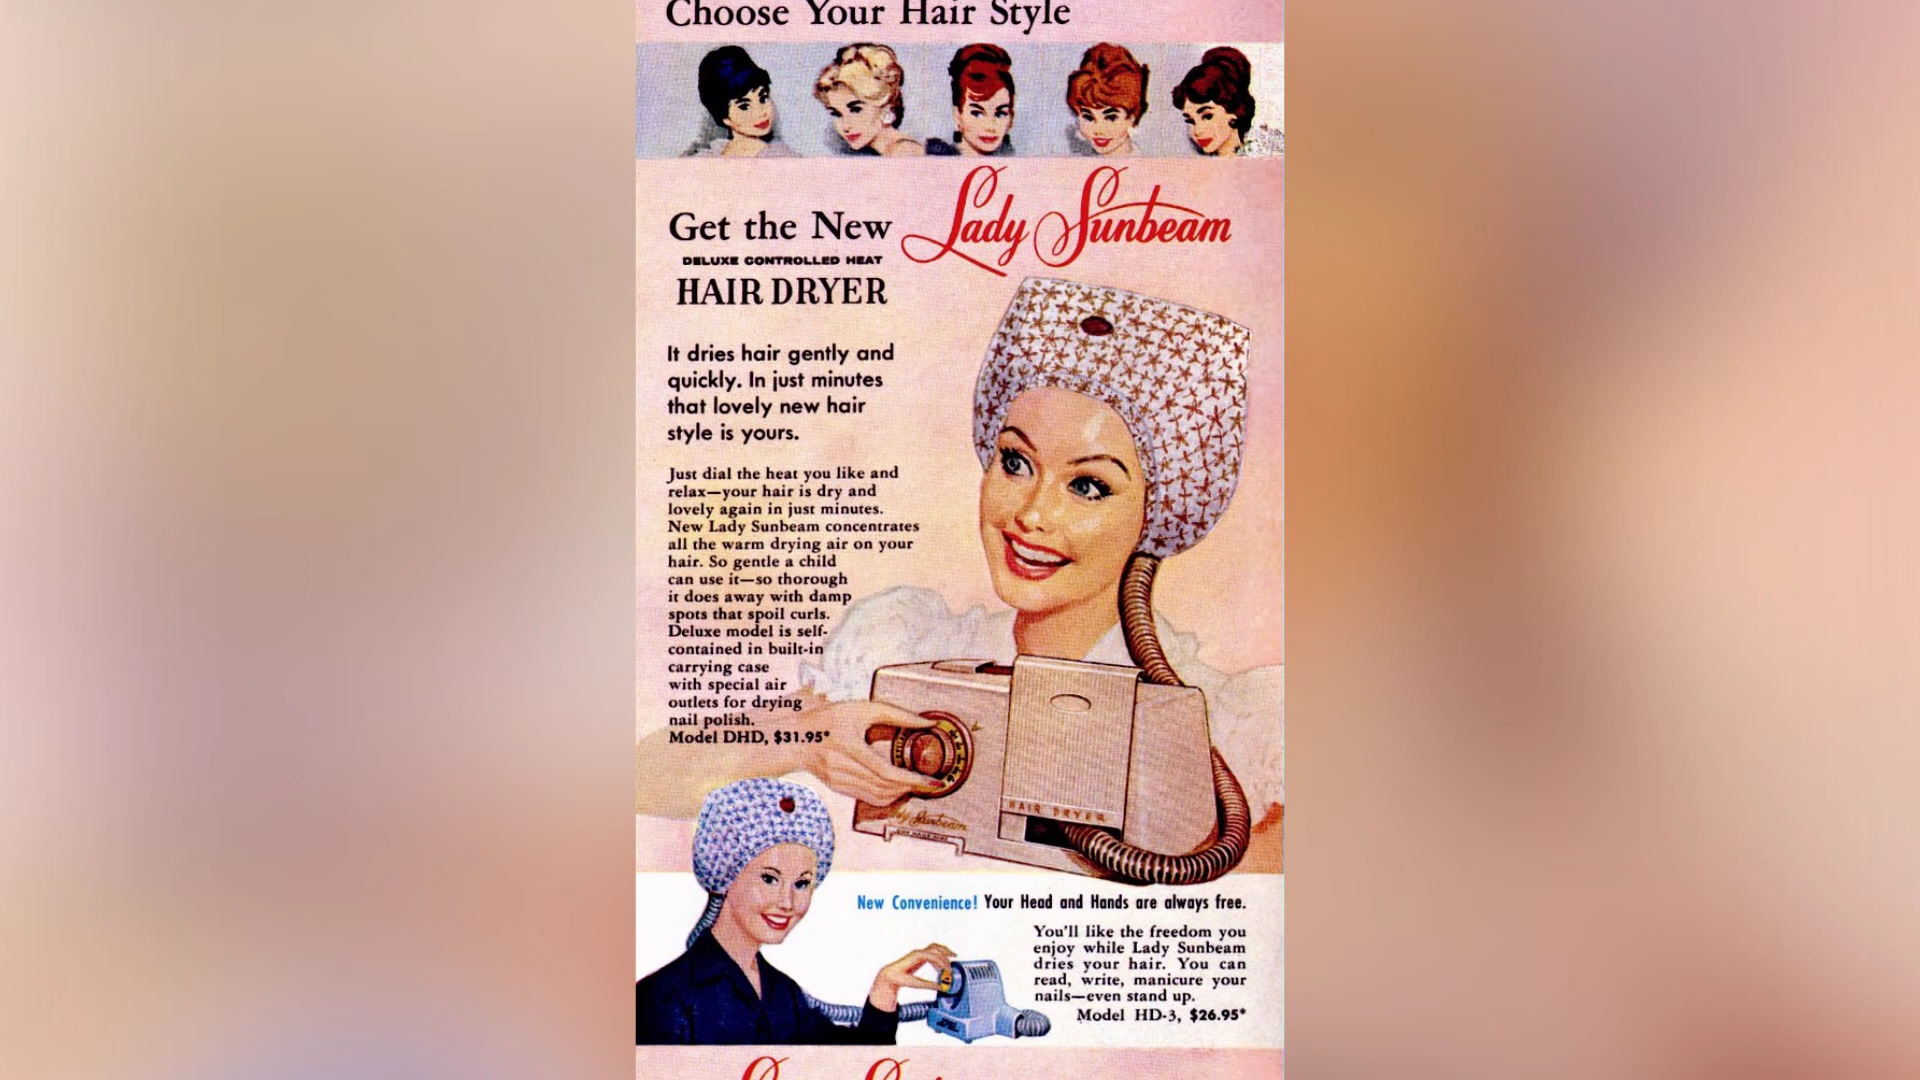 Choose Your Hair Style
Get the New Lady Sunbeam
DELUXE CONTROLLED HEAT
HAIR DRYER
It dries hair gently and
quickly. In just minutes
that lovely new hair
style is yours.
Just dial the heat you like and
relax—your hair is dry and
lovely again in just minutes.
New Lady Sunbeam concentrates
all the warm drying air on your
hair. So gentle a child
can use it—so thorough
it does away with damp
spots that spoil curls.
Deluxe model is self-
contained in built-in
carrying case
with special air
outlets for drying
nail polish.
Model DHD, $31.95*
Lady Sunbeam
HAIR DRYER
New Convenience! Your Head and Hands are always free.
You'll like the freedom you
enjoy while Lady Sunbeam
dries your hair. You can
read, write, manicure your
nails—even stand up.
Model HD-3, $26.95*